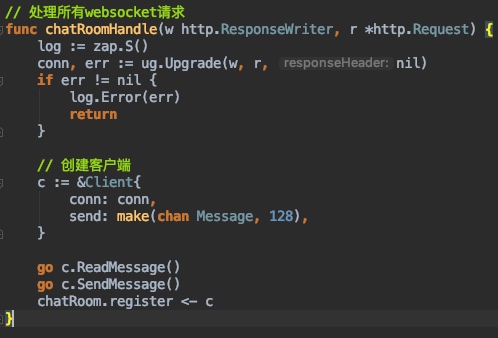 // 处理所有websocket请求
func chatRoomHandle(w http.ResponseWriter, r *http.Request) {
    log := zap.S()
    conn, err := ug.Upgrade(w, r, responseHeader: nil)
    if err != nil {
        log.Error(err)
        return
    }

    // 创建客户端
    c := &Client{
        conn: conn,
        send: make(chan Message, 128),
    }

    go c.ReadMessage()
    go c.SendMessage()
    chatRoom.register <- c
}